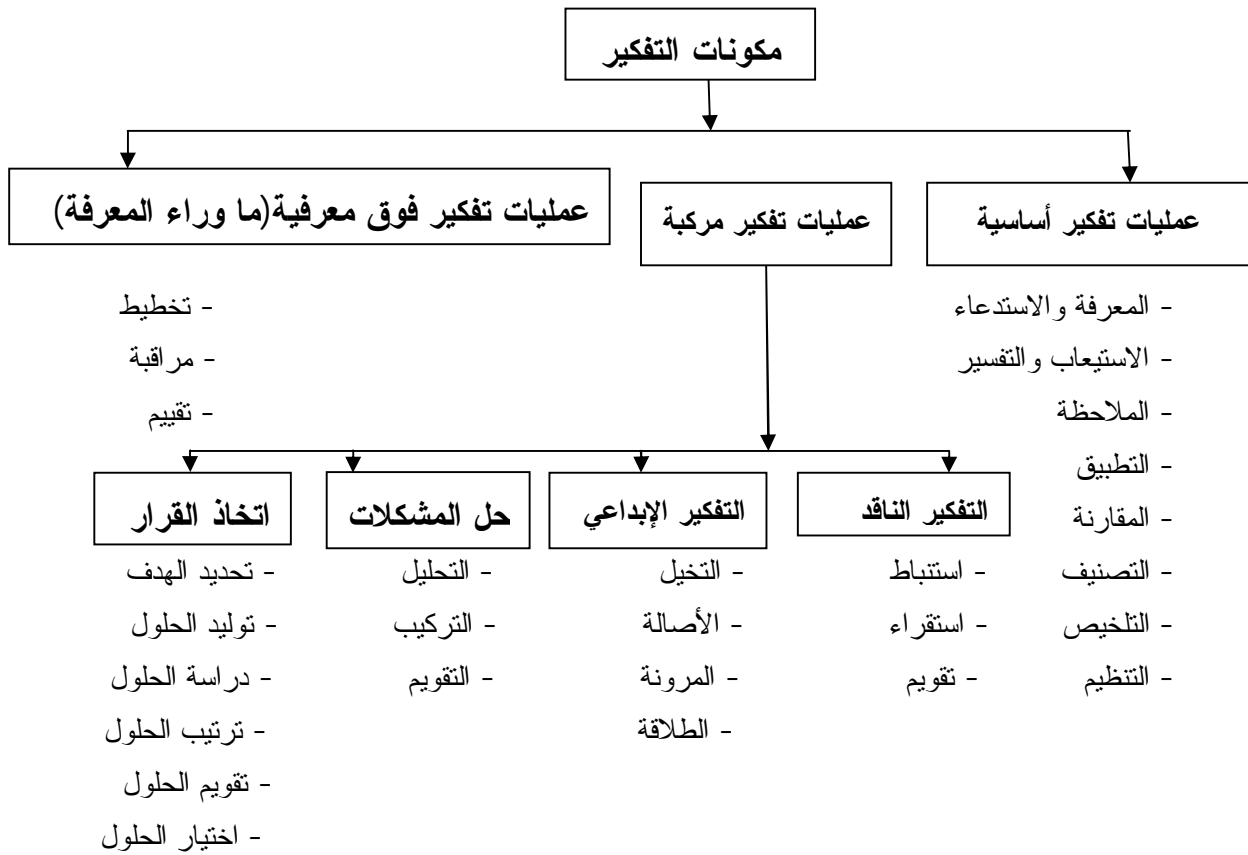 مكونات التفكير
عمليات تفكير أساسية
- المعرفة والاستدعاء
- الاستيعاب والتفسير
- الملاحظة
- التطبيق
- المقارنة
- التصنيف
- التلخيص
- التنظيم
عمليات تفكير مركبة
التفكير الناقد
- استنباط
- استقراء
- تقويم
التفكير الإبداعي
- التخيل
- الأصالة
- المرونة
- الطلاقة
حل المشكلات
- التحليل
- التركيب
- التقويم
اتخاذ القرار
- تحديد الهدف
- توليد الحلول
- دراسة الحلول
- ترتيب الحلول
- تقويم الحلول
- اختيار الحلول
عمليات تفكير فوق معرفية(ما وراء المعرفة)
- تخطيط
- مراقبة
- تقييم